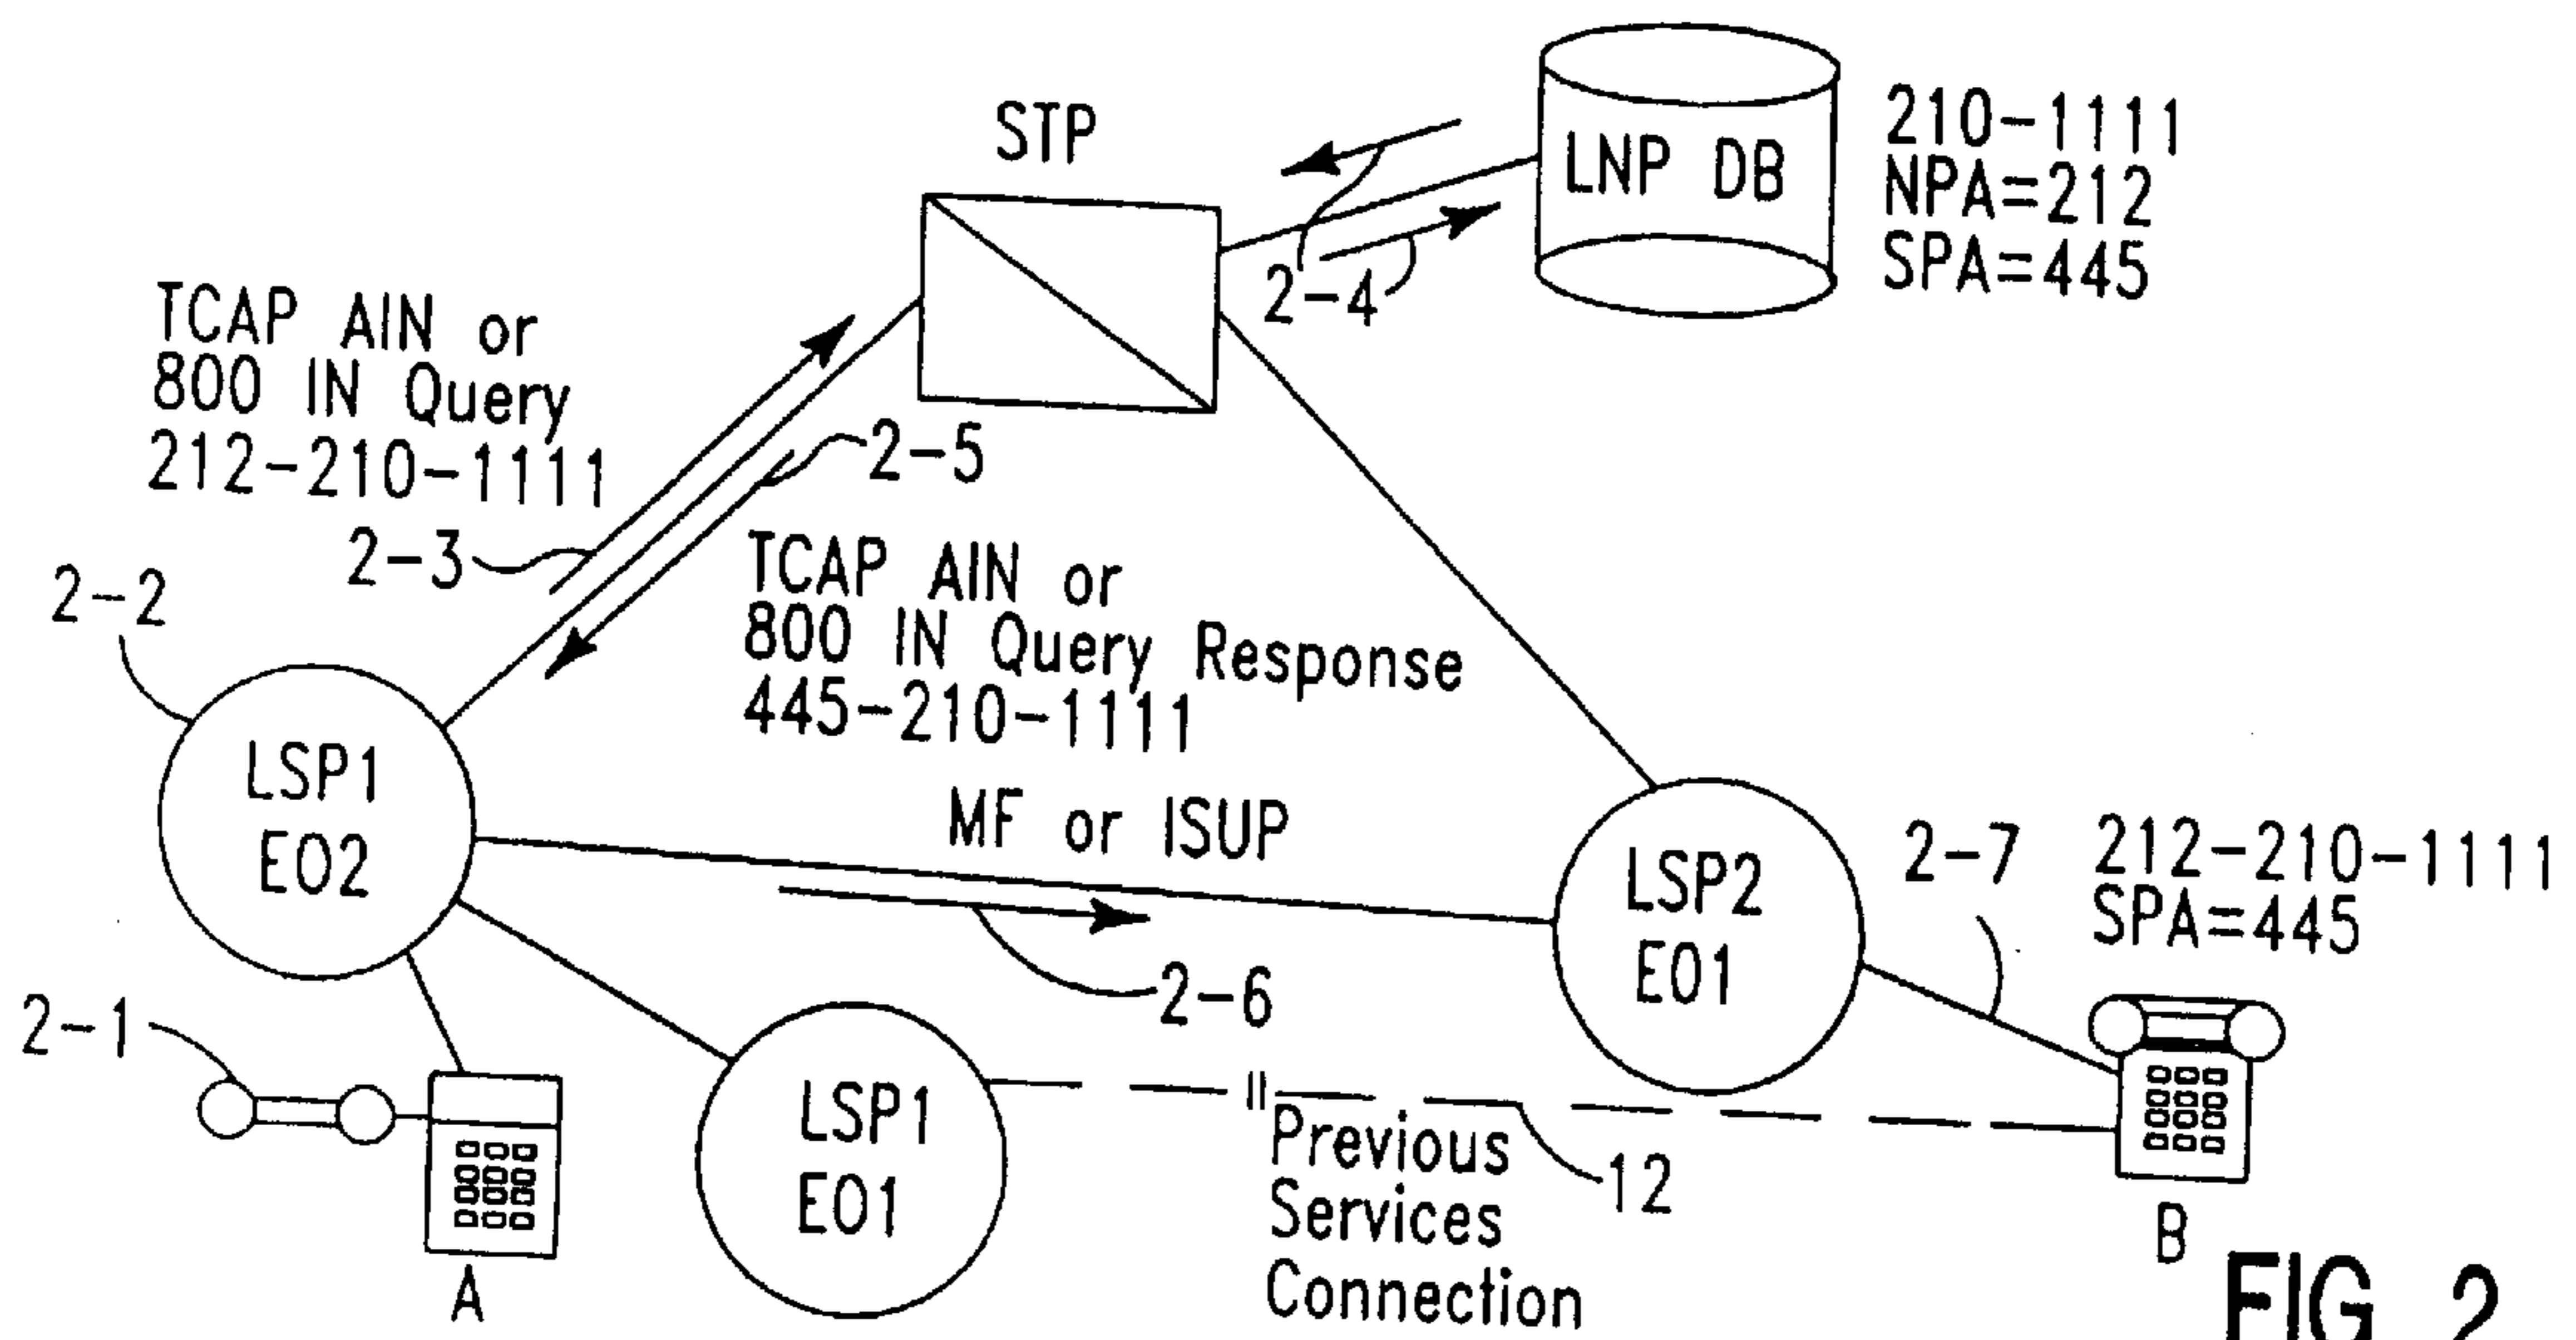 STP
LNP DB
210-1111
NPA=212
SPA=445
2-4
TCAP AIN or
800 IN Query
212-210-1111
2-5
2-3
2-2
TCAP AIN or
800 IN Query Response
445-210-1111
LSP1
EO2
MF or ISUP
2-6
LSP2
EO1
2-7
212-210-1111
SPA=445
2-1
A
LSP1
EO1
Previous
Services
Connection
12
B
FIG. 2